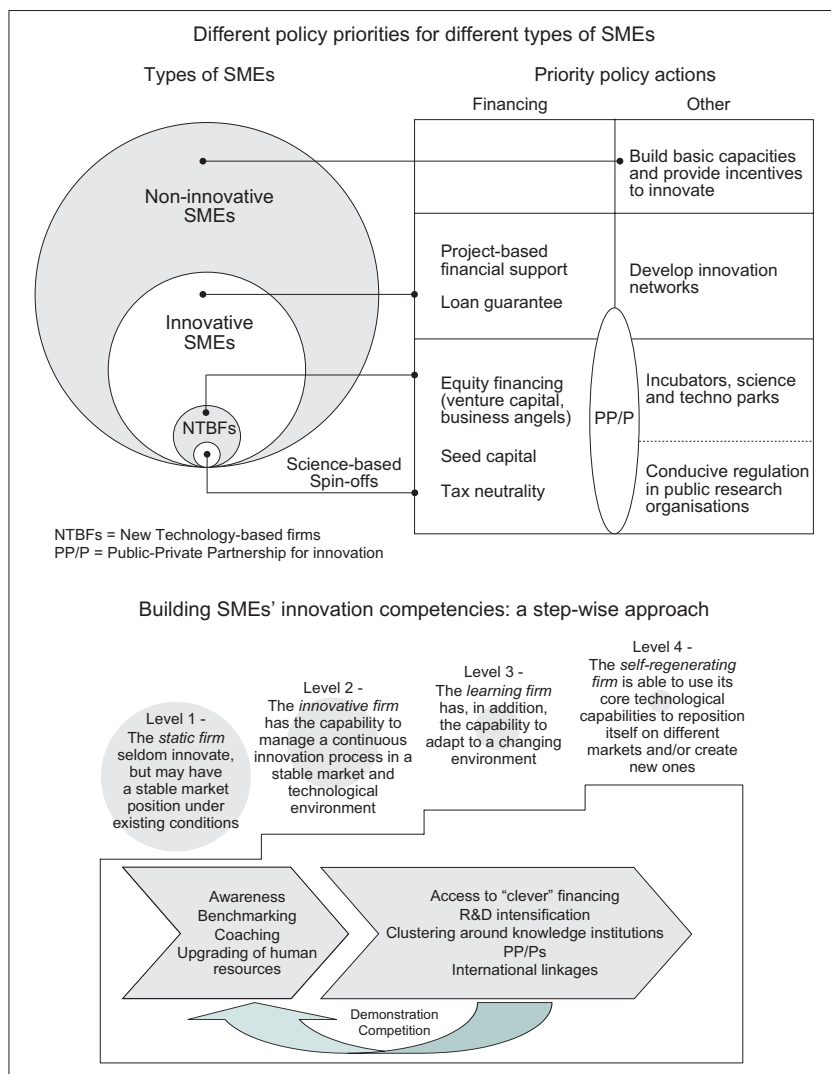 Different policy priorities for different types of SMEs
Types of SMEs
Priority policy actions
Financing
Other
Non-innovative
SMEs
Build basic capacities
and provide incentives
to innovate
Innovative
SMEs
Project-based
financial support
Loan guarantee
Develop innovation
networks
NTBFs
Science-based
Spin-offs
Equity financing
(venture capital,
business angels)
Seed capital
Tax neutrality
PP/P
Incubators, science
and techno parks
Conducive regulation
in public research
organisations
NTBFs = New Technology-based firms
PP/P = Public-Private Partnership for innovation
Building SMEs' innovation competencies: a step-wise approach
Level 1 -
The static firm
seldom innovate,
but may have
a stable market
position under
existing conditions
Level 2 -
The innovative firm
has the capability to
manage a continuous
innovation process in a
stable market and
technological
environment
Level 3 -
The learning firm
has, in addition,
the capability to
adapt to a changing
environment
Level 4 -
The self-regenerating
firm is able to use its
core technological
capabilities to reposition
itself on different
markets and/or create
new ones
Awareness
Benchmarking
Coaching
Upgrading of human
resources
Access to “clever” financing
R&D intensification
Clustering around knowledge institutions
PP/Ps
International linkages
Demonstration
Competition